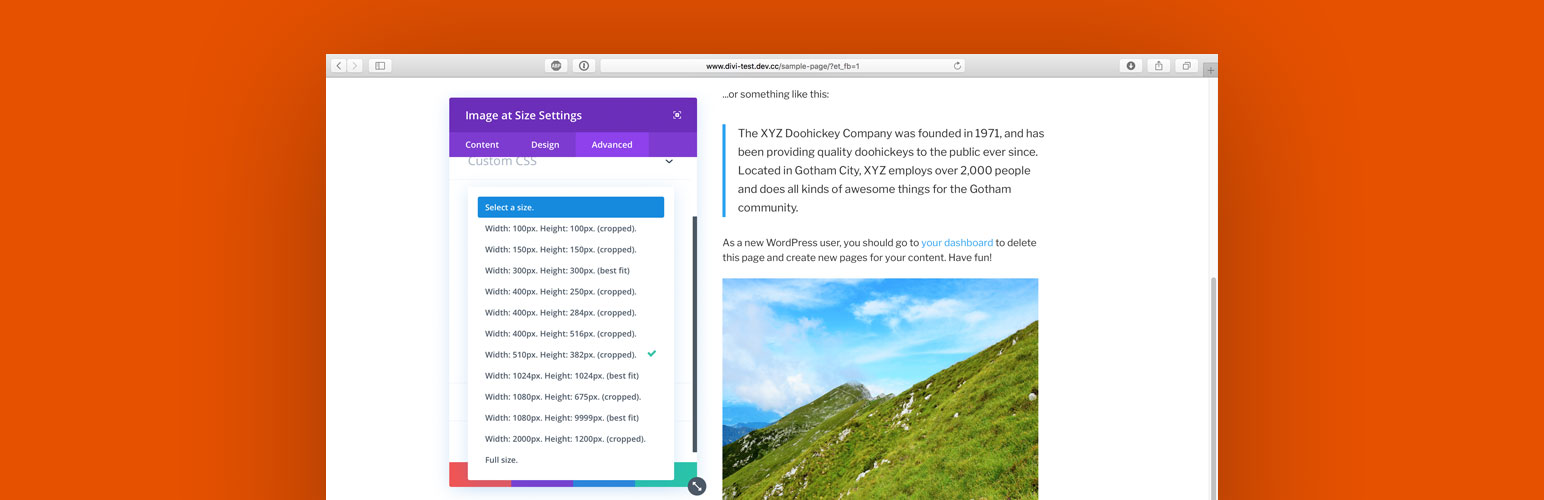 www.divi-test.dev.cc/sample-page/?et_fb=1
ABP
Image at Size Settings
Content Design Advanced
Custom CSS
Select a size.
Width: 100px. Height: 100px. (cropped).
Width: 150px. Height: 150px. (cropped).
Width: 300px. Height: 300px. (best fit)
Width: 400px. Height: 250px. (cropped).
Width: 400px. Height: 284px. (cropped).
Width: 400px. Height: 516px. (cropped).
Width: 510px. Height: 382px. (cropped).
Width: 1024px. Height: 1024px. (best fit)
Width: 1080px. Height: 675px. (cropped).
Width: 1080px. Height: 9999px. (best fit)
Width: 2000px. Height: 1200px. (cropped).
Full size.
...or something like this:
The XYZ Doohickey Company was founded in 1971, and has
been providing quality doohickeys to the public ever since.
Located in Gotham City, XYZ employs over 2,000 people
and does all kinds of awesome things for the Gotham
community.
As a new WordPress user, you should go to your dashboard to delete
this page and create new pages for your content. Have fun!